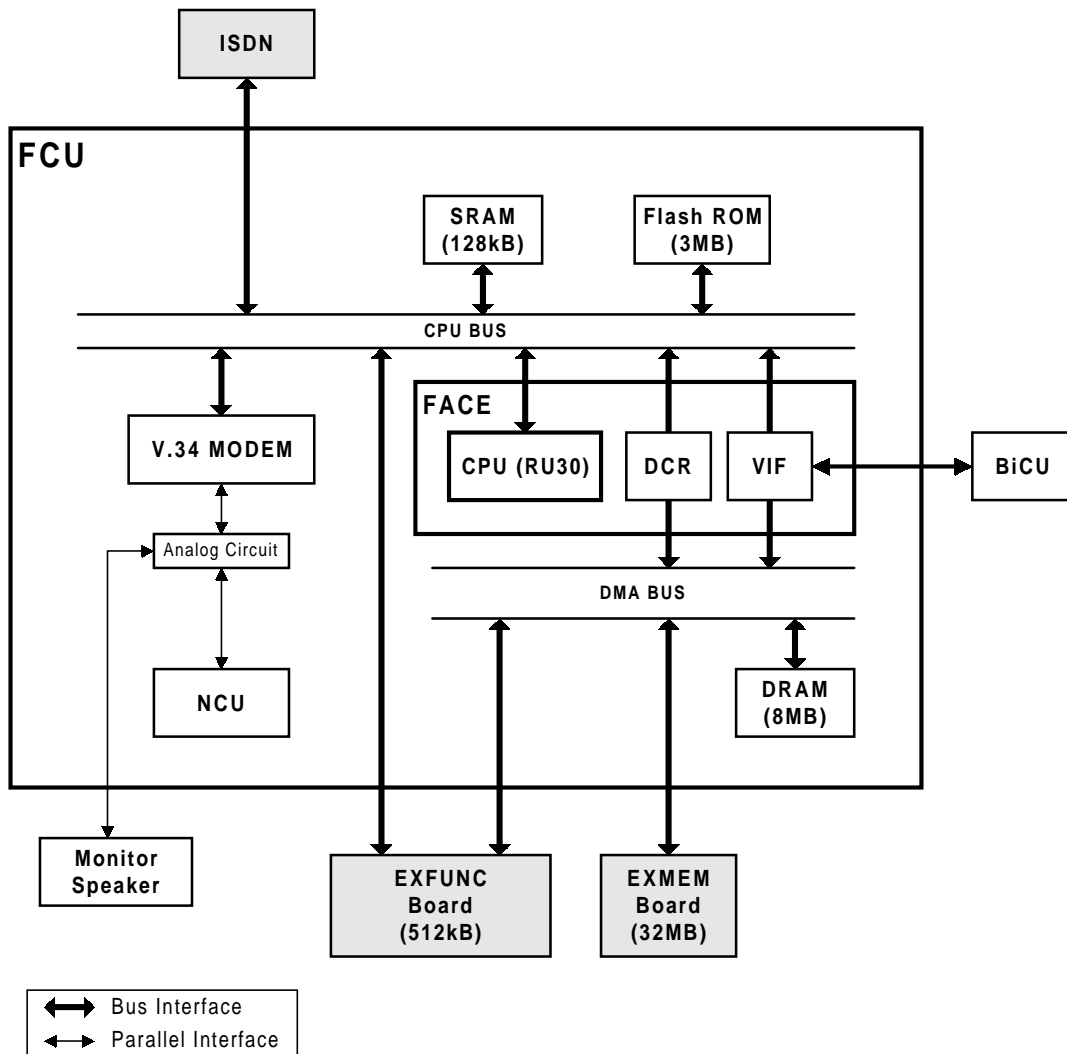 ISDN
FCU
SRAM
(128kB)
Flash ROM
(3MB)
CPU BUS
FACE
V.34 MODEM
CPU (RU30)
DCR
VIF
BiCU
Analog Circuit
DMA BUS
NCU
DRAM
(8MB)
Monitor
Speaker
EXFUNC
Board
(512kB)
EXMEM
Board
(32MB)
Bus Interface
Parallel Interface